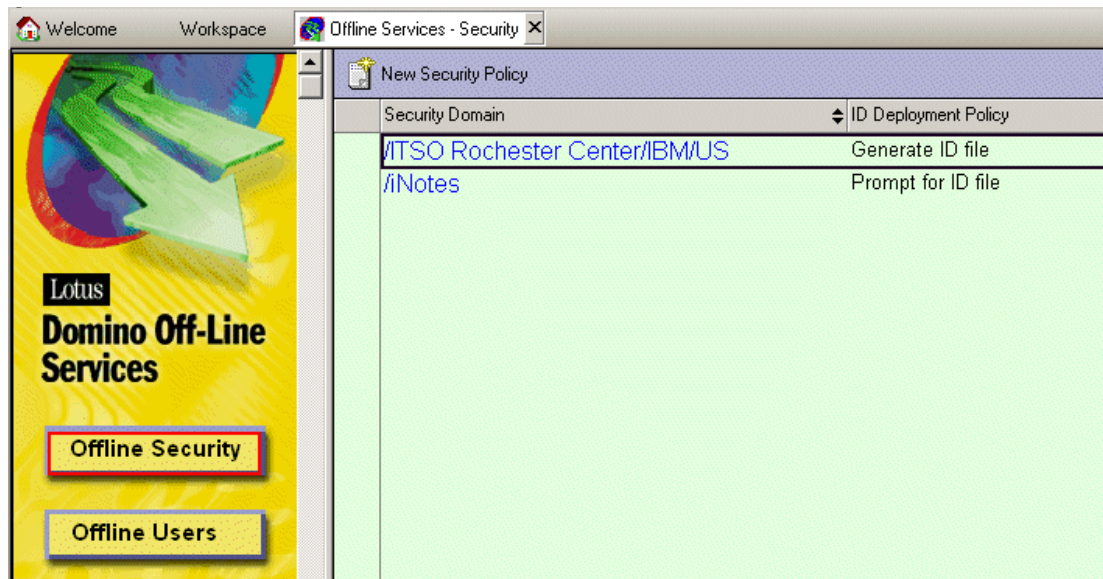 Welcome
Workspace
Offline Services - Security
New Security Policy
Security Domain
ID Deployment Policy
/ITSO Rochester Center/IBM/US
Generate ID file
/iNotes
Prompt for ID file
Lotus
Domino Off-Line
Services
Offline Security
Offline Users